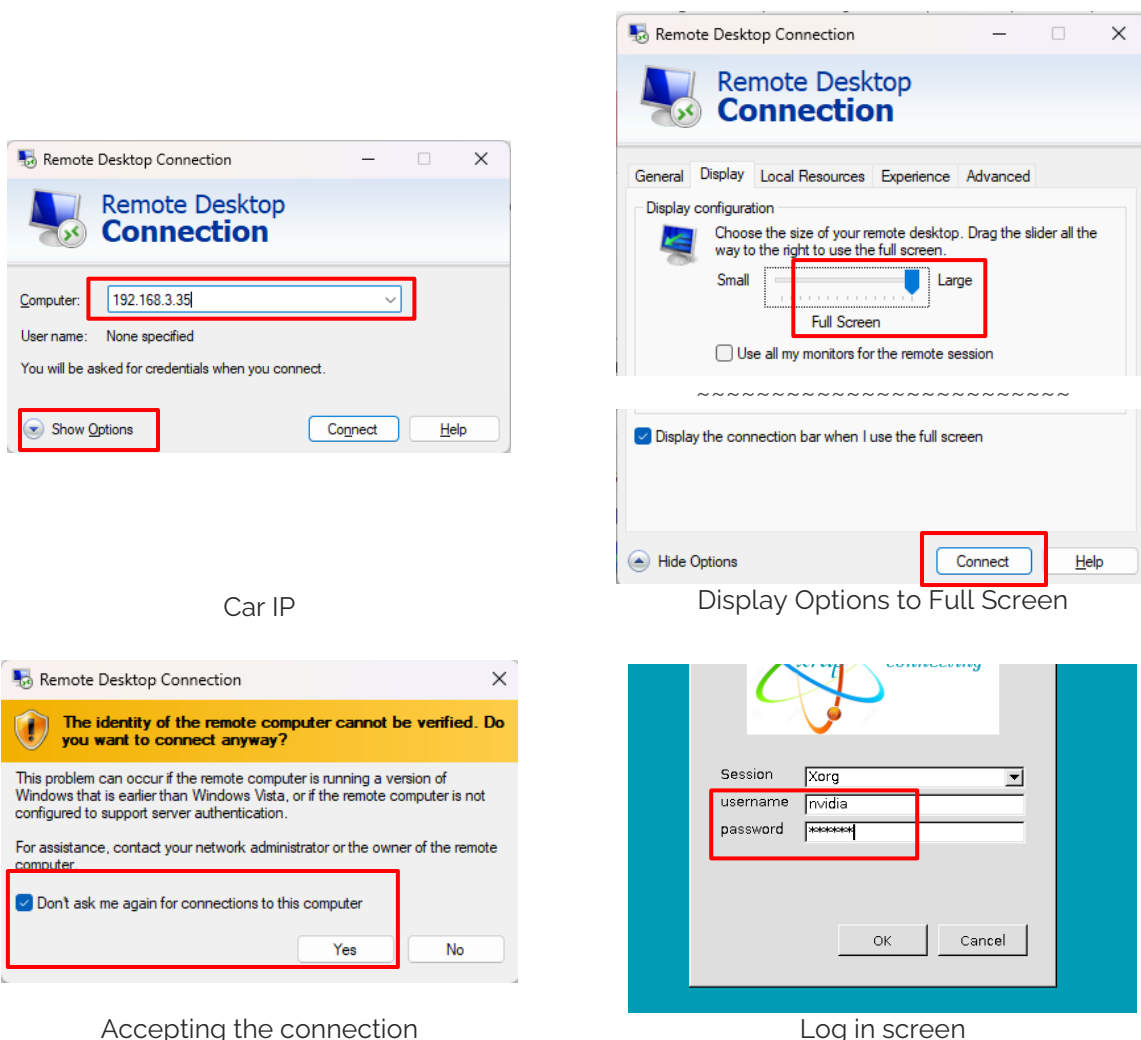 Remote Desktop Connection
Remote Desktop
Connection
Computer:
192.168.3.35
User name: None specified
You will be asked for credentials when you connect.
Show Options
Connect
Help
Car IP
Remote Desktop Connection
Remote Desktop
Connection
General Display Local Resources Experience Advanced
Display configuration
Choose the size of your remote desktop. Drag the slider all the
way to the right to use the full screen.
Small Large
Full Screen
Use all my monitors for the remote session
~~~~~~~~~~~~~~~~~~~~~~~~~
Display the connection bar when I use the full screen
Hide Options
Connect
Help
Display Options to Full Screen
Remote Desktop Connection
The identity of the remote computer cannot be verified. Do
you want to connect anyway?
This problem can occur if the remote computer is running a version of
Windows that is earlier than Windows Vista, or if the remote computer is not
configured to support server authentication.
For assistance, contact your network administrator or the owner of the remote
computer.
Don't ask me again for connections to this computer
Yes No
Accepting the connection
connecting
Session Xorg
username nvidia
password ******
OK Cancel
Log in screen